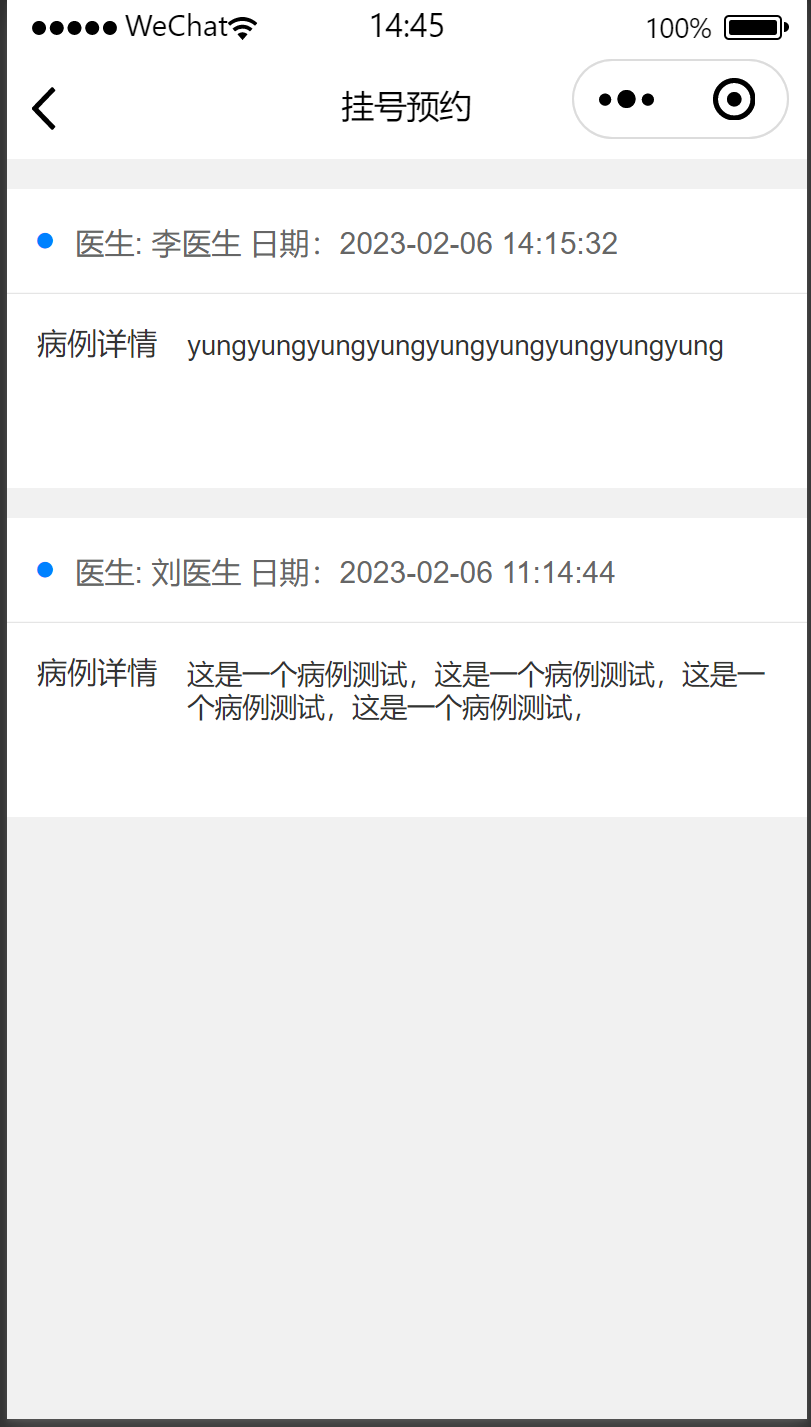 WeChat 14:45 100%
挂号预约
医生: 李医生 日期：2023-02-06 14:15:32
病例详情 yungyungyungyungyungyungyungyungyung
医生: 刘医生 日期：2023-02-06 11:14:44
病例详情 这是一个病例测试，这是一个病例测试，这是一
个病例测试，这是一个病例测试，